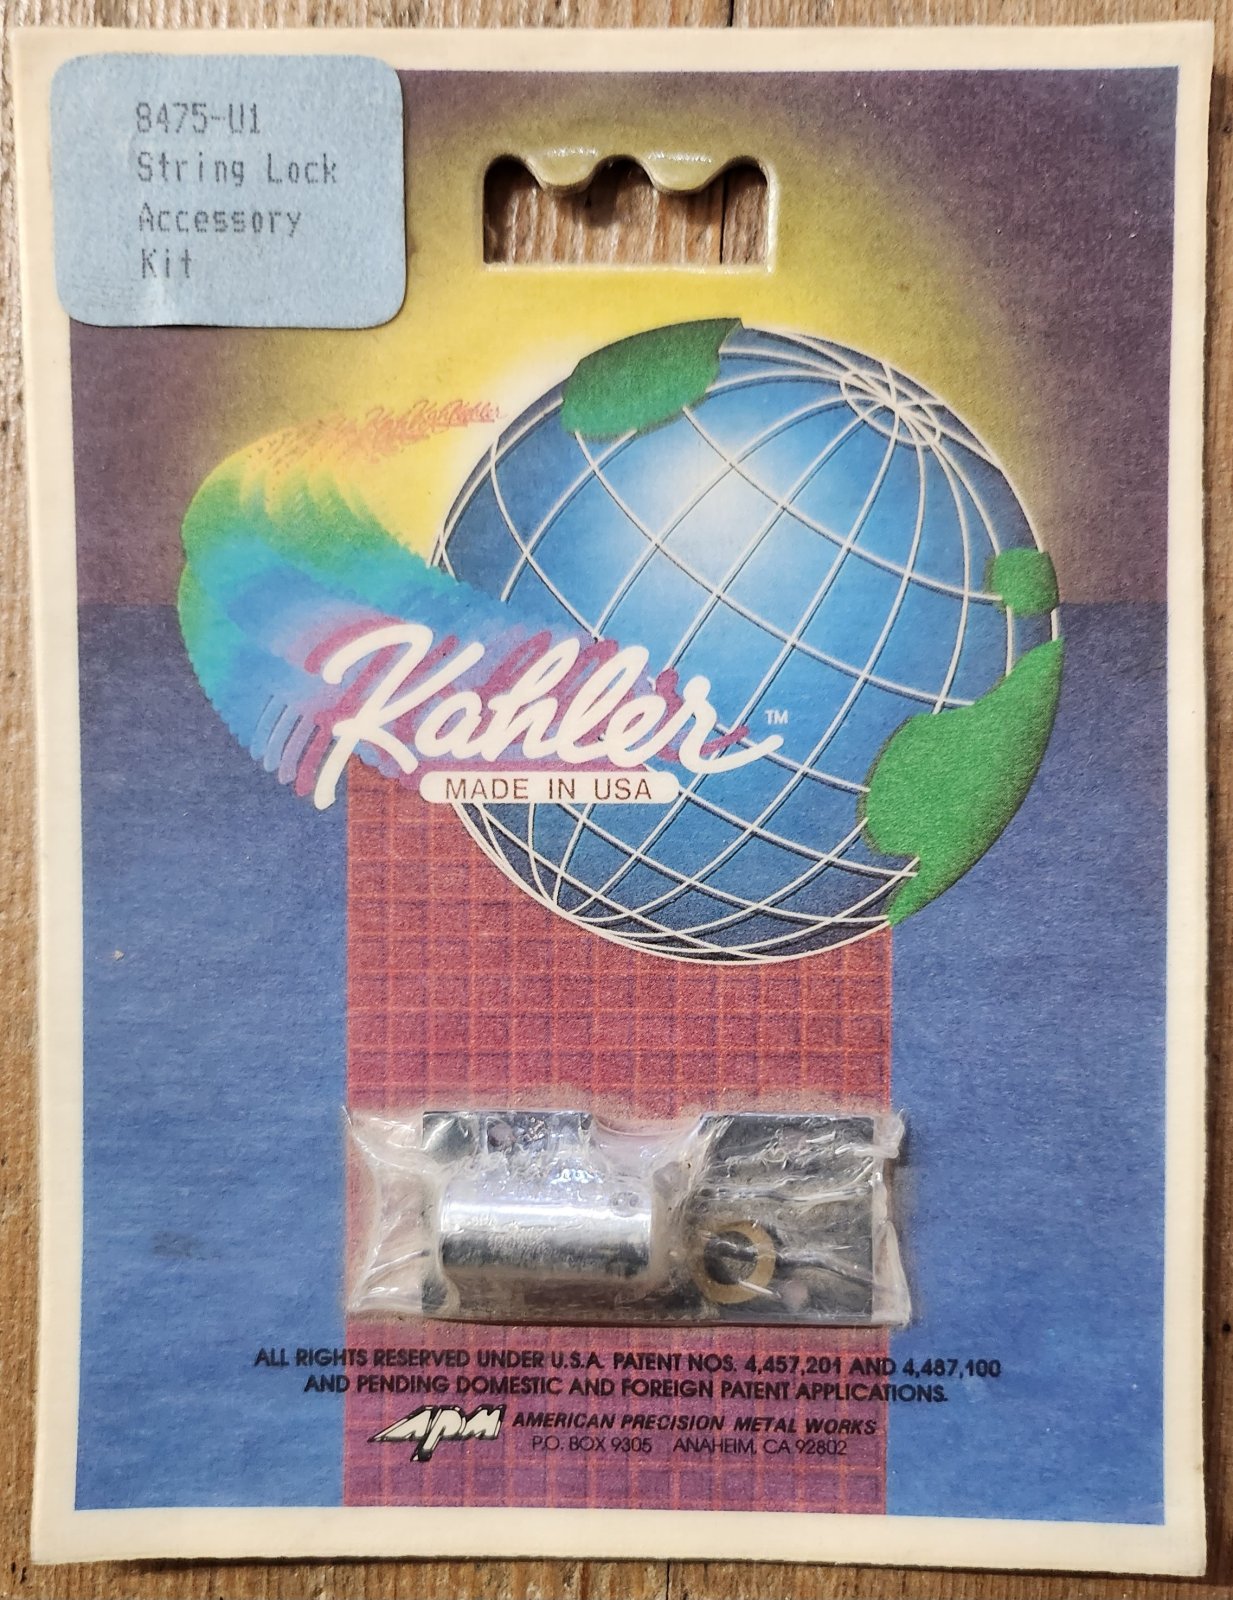 8475-U1
String Lock
Accessory
Kit
Kahler
Kahler ™
MADE IN USA
ALL RIGHTS RESERVED UNDER U.S.A. PATENT NOS. 4,457,201 AND 4,487,100
AND PENDING DOMESTIC AND FOREIGN PATENT APPLICATIONS.
APM AMERICAN PRECISION METAL WORKS
P.O. BOX 9305 ANAHEIM, CA 92802